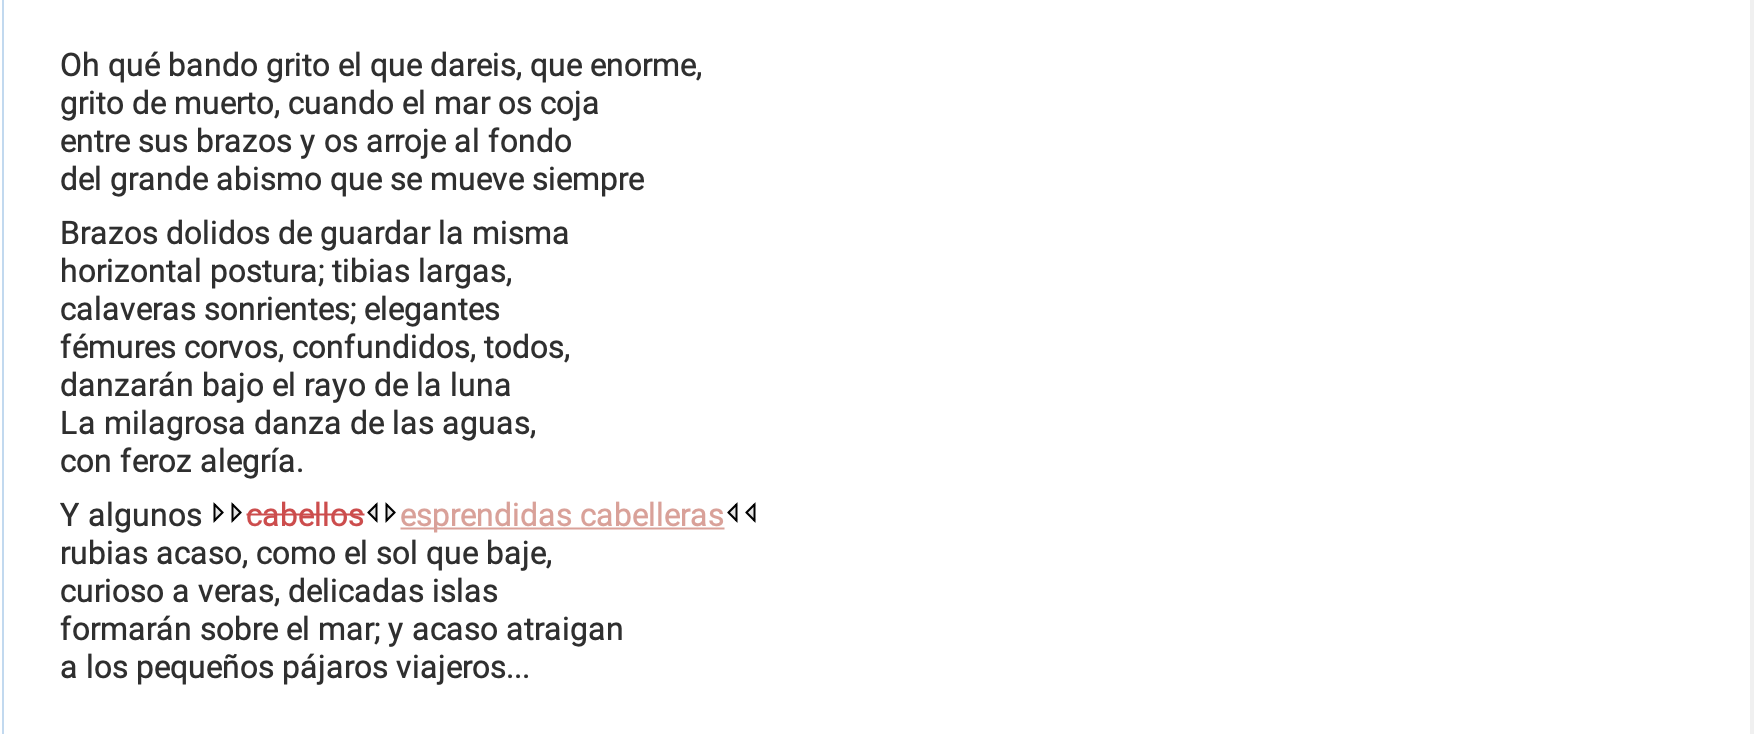 Oh qué bando grito el que dareis, que enorme,
grito de muerto, cuando el mar os coja
entre sus brazos y os arroje al fondo
del grande abismo que se mueve siempre
Brazos dolidos de guardar la misma
horizontal postura; tibias largas,
calaveras sonrientes; elegantes
fémures corvos, confundidos, todos,
danzarán bajo el rayo de la luna
La milagrosa danza de las aguas,
con feroz alegría.
Y algunos cabellos esprendidas cabelleras
rubias acaso, como el sol que baje,
curioso a veras, delicadas islas
formarán sobre el mar; y acaso atraigan
a los pequeños pájaros viajeros...